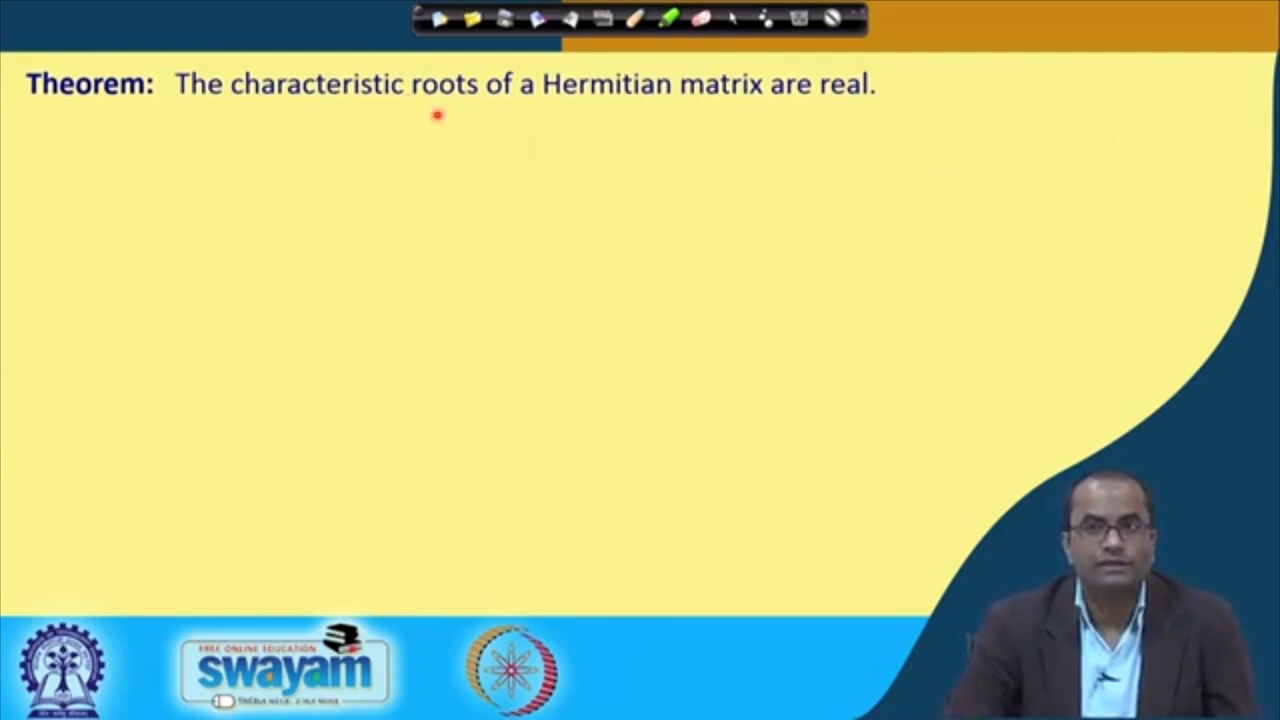 Theorem: The characteristic roots of a Hermitian matrix are real.
FREE ONLINE EDUCATION
swayam